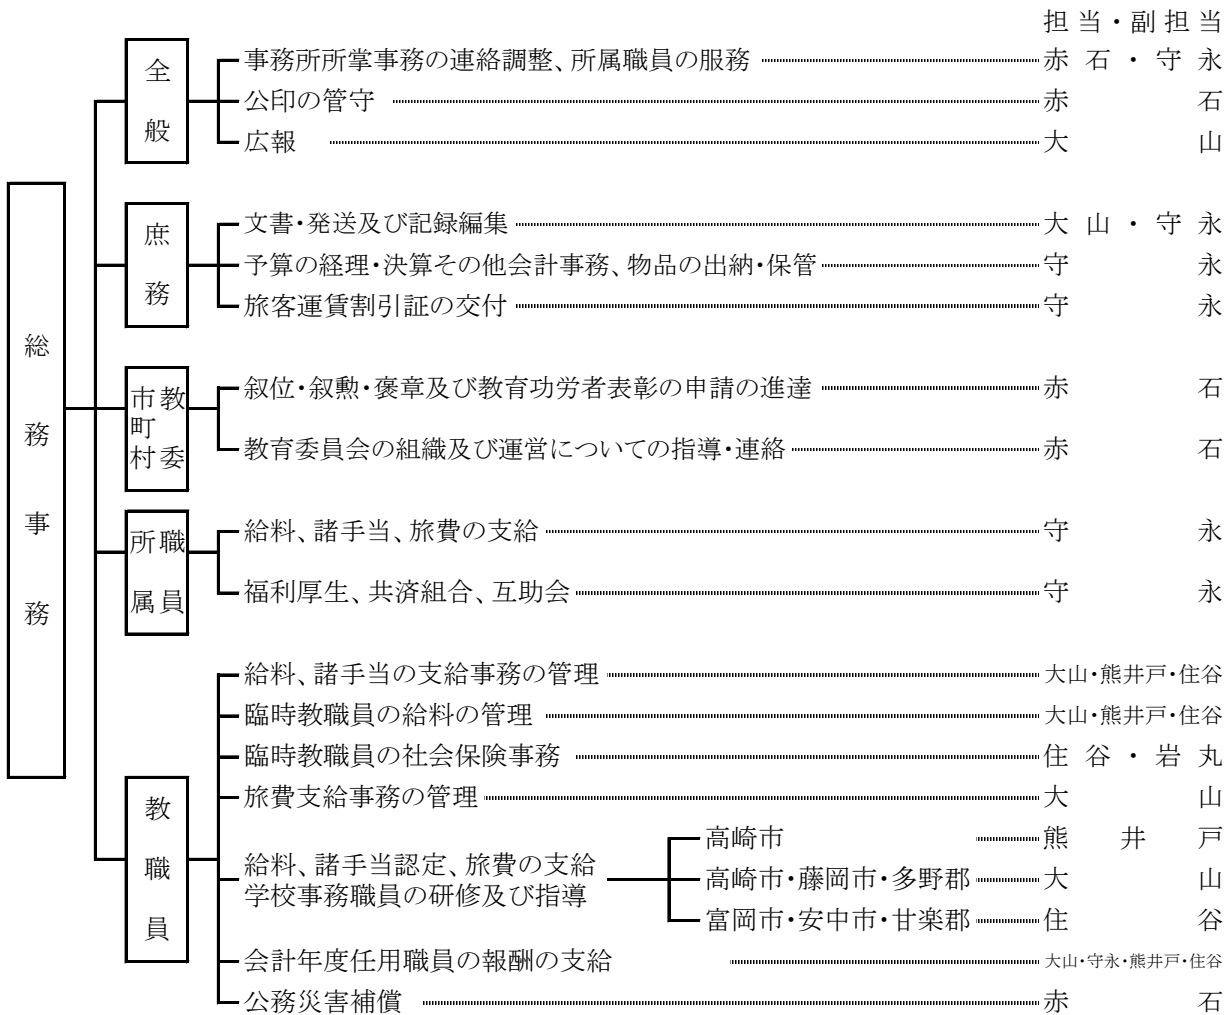 担当・副担当
総務事務
全般
事務所所掌事務の連絡調整、所属職員の服務 赤石・守永
公印の管守 赤石
広報 大山
庶務
文書・発送及び記録編集 大山・守永
予算の経理・決算その他会計事務、物品の出納・保管 守永
旅客運賃割引証の交付 守永
市町村教委
叙位・叙勲・褒章及び教育功労者表彰の申請の進達 赤石
教育委員会の組織及び運営についての指導・連絡 赤石
所属職員
給料、諸手当、旅費の支給 守永
福利厚生、共済組合、互助会 守永
教職員
給料、諸手当の支給事務の管理 大山・熊井戸・住谷
臨時教職員の給料の管理 大山・熊井戸・住谷
臨時教職員の社会保険事務 住谷・岩丸
旅費支給事務の管理 大山
給料、諸手当認定、旅費の支給
学校事務職員の研修及び指導
高崎市 熊井戸
高崎市・藤岡市・多野郡 大山
富岡市・安中市・甘楽郡 住谷
会計年度任用職員の報酬の支給 大山・守永・熊井戸・住谷
公務災害補償 赤石